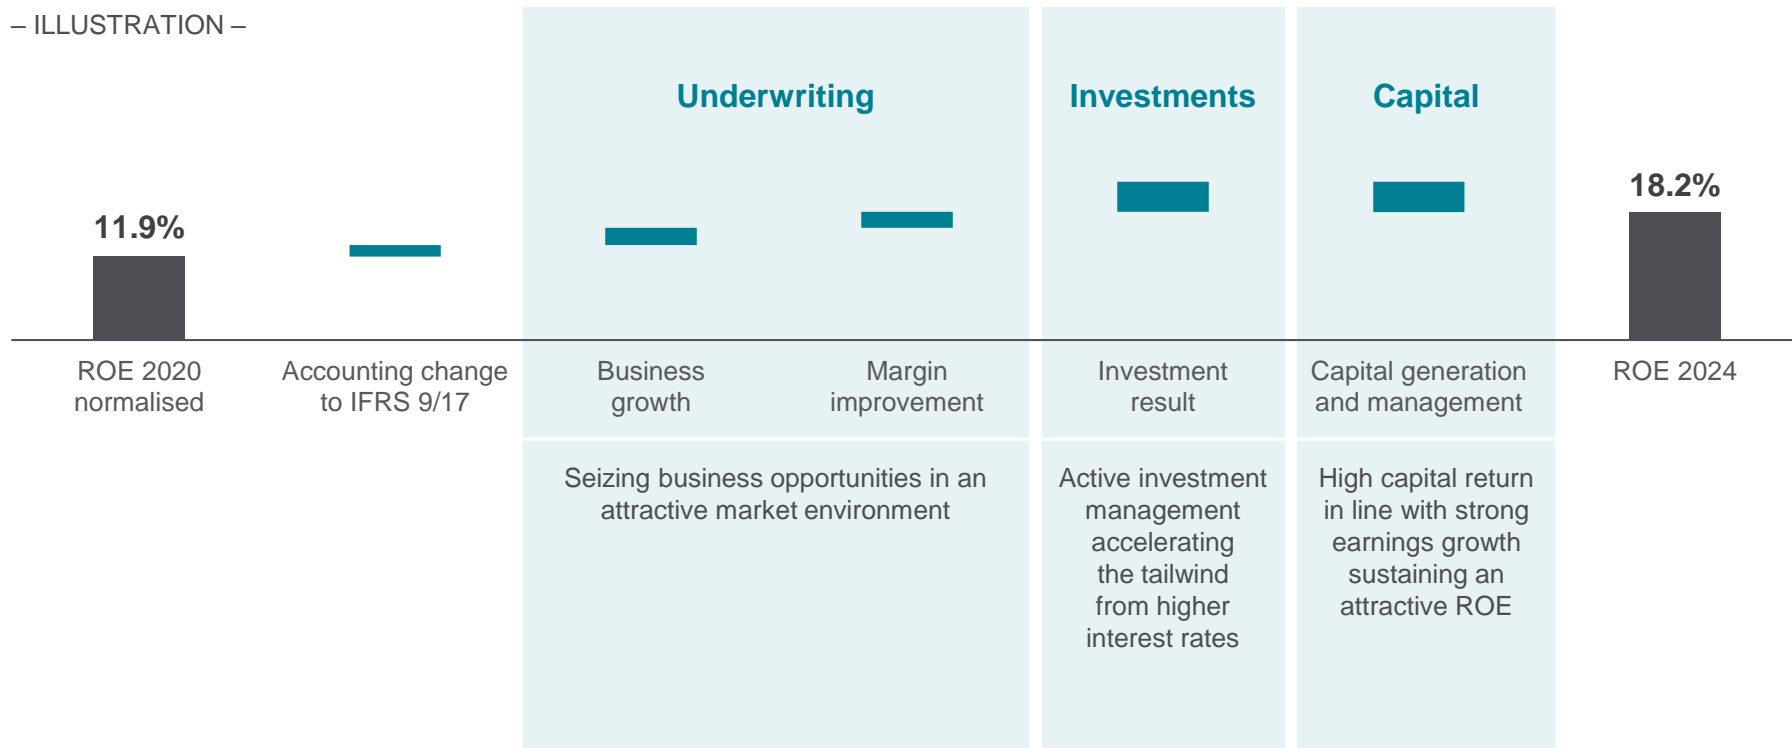 – ILLUSTRATION –
Underwriting
Investments
Capital
11.9%
18.2%
ROE 2020
normalised
Accounting change
to IFRS 9/17
Business
growth
Margin
improvement
Investment
result
Capital generation
and management
ROE 2024
Seizing business opportunities in an
attractive market environment
Active investment
management
accelerating
the tailwind
from higher
interest rates
High capital return
in line with strong
earnings growth
sustaining an
attractive ROE